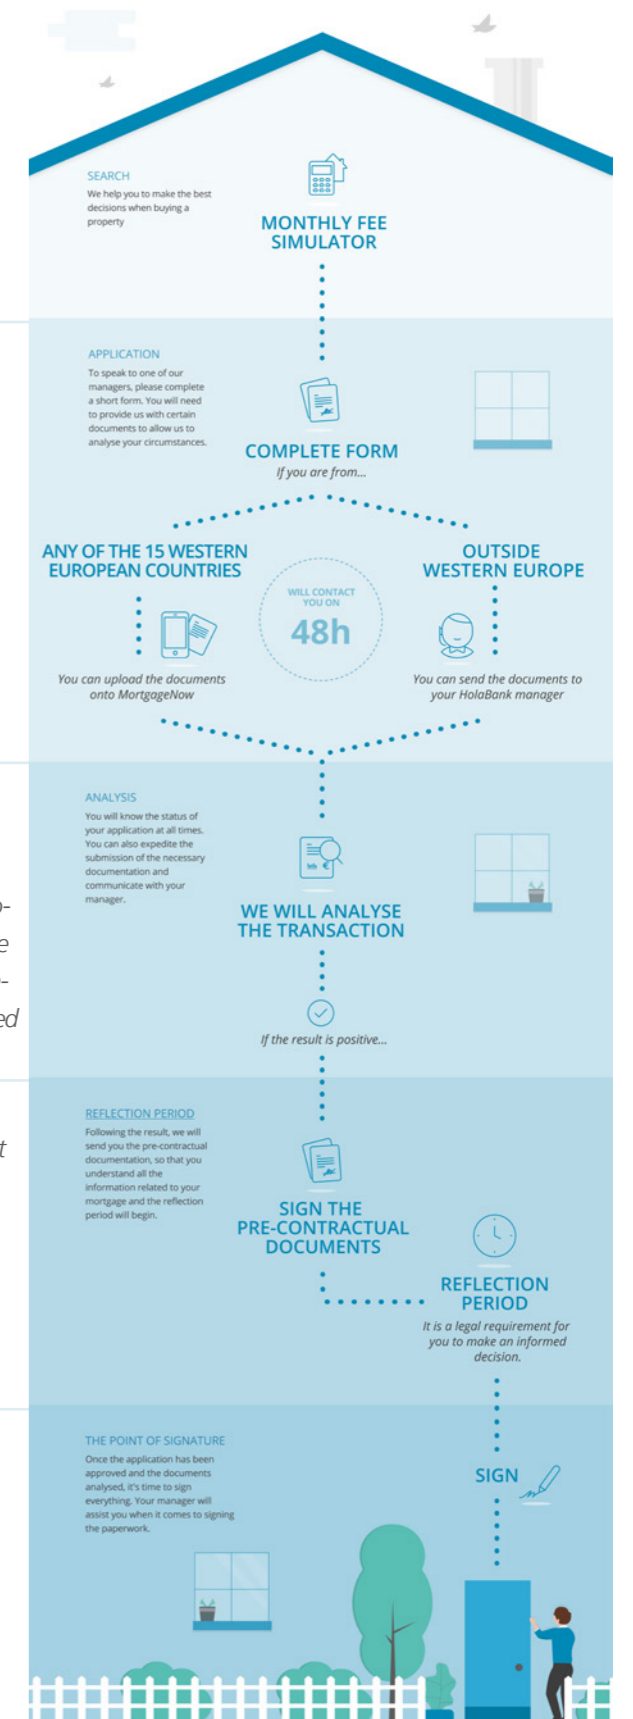 SEARCH
We help you to make the best
decisions when buying a
property
MONTHLY FEE
SIMULATOR
APPLICATION
To speak to one of our
managers, please complete
a short form. You will need
to provide us with certain
documents to allow us to
analyse your circumstances.
COMPLETE FORM
If you are from...
ANY OF THE 15 WESTERN
EUROPEAN COUNTRIES
You can upload the documents
onto MortgageNow
WILL CONTACT
YOU ON
48h
OUTSIDE
WESTERN EUROPE
You can send the documents to
your HolaBank manager
ANALYSIS
You will know the status of
your application at all times.
You can also expedite the
submission of the necessary
documentation and
communicate with your
manager.
WE WILL ANALYSE
THE TRANSACTION
If the result is positive...
REFLECTION PERIOD
Following the result, we will
send you the pre-contractual
documentation, so that you
understand all the
information related to your
mortgage and the reflection
period will begin.
SIGN THE
PRE-CONTRACTUAL
DOCUMENTS
REFLECTION
PERIOD
It is a legal requirement for
you to make an informed
decision.
THE POINT OF SIGNATURE
Once the application has been
approved and the documents
analysed, it's time to sign
everything. Your manager will
assist you when it comes to signing
the paperwork.
SIGN